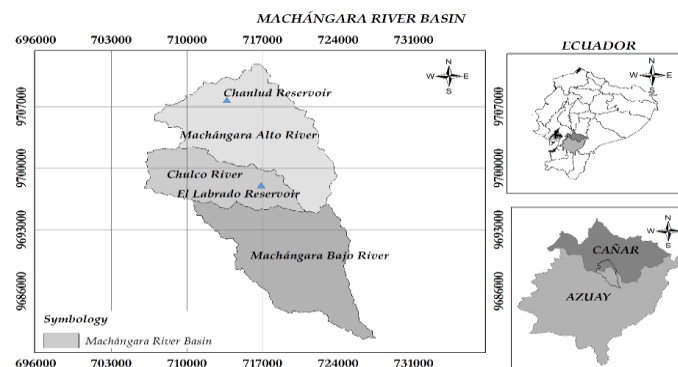 MACHÁNGARA RIVER BASIN
696000 703000 710000 717000 724000 731000
N
W E
S
Chanlud Reservoir
Machángara Alto River
Chulco River
El Labrado Reservoir
Machángara Bajo River
9707000
9700000
9693000
9686000
9707000
9700000
9693000
9686000
Symbology
Machángara River Basin
696000 703000 710000 717000 724000 731000
ECUADOR
N
W E
S
N
W E
S
CAÑAR
AZUAY